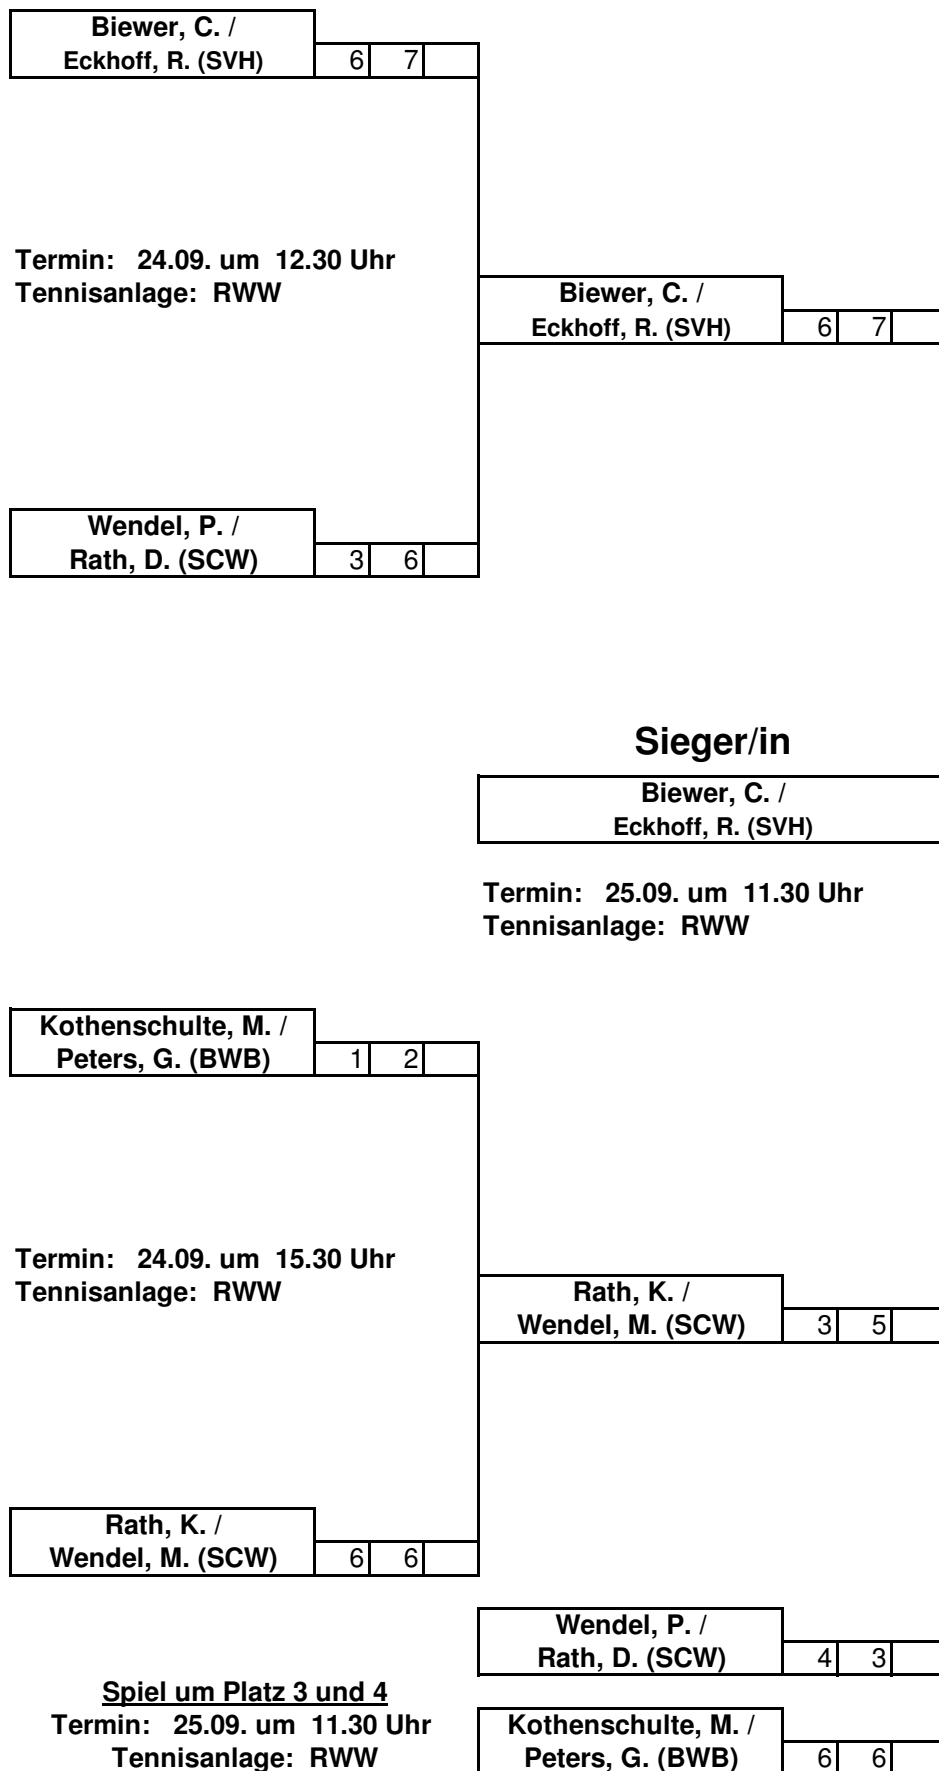 Biewer, C. /
Eckhoff, R. (SVH) 6 7
Termin: 24.09. um 12.30 Uhr
Tennisanlage: RWW
Biewer, C. /
Eckhoff, R. (SVH) 6 7
Wendel, P. /
Rath, D. (SCW) 3 6
Sieger/in
Biewer, C. /
Eckhoff, R. (SVH)
Termin: 25.09. um 11.30 Uhr
Tennisanlage: RWW
Kothenschulte, M. /
Peters, G. (BWB) 1 2
Termin: 24.09. um 15.30 Uhr
Tennisanlage: RWW
Rath, K. /
Wendel, M. (SCW) 3 5
Rath, K. /
Wendel, M. (SCW) 6 6
Wendel, P. /
Rath, D. (SCW) 4 3
Spiel um Platz 3 und 4
Termin: 25.09. um 11.30 Uhr
Tennisanlage: RWW
Kothenschulte, M. /
Peters, G. (BWB) 6 6